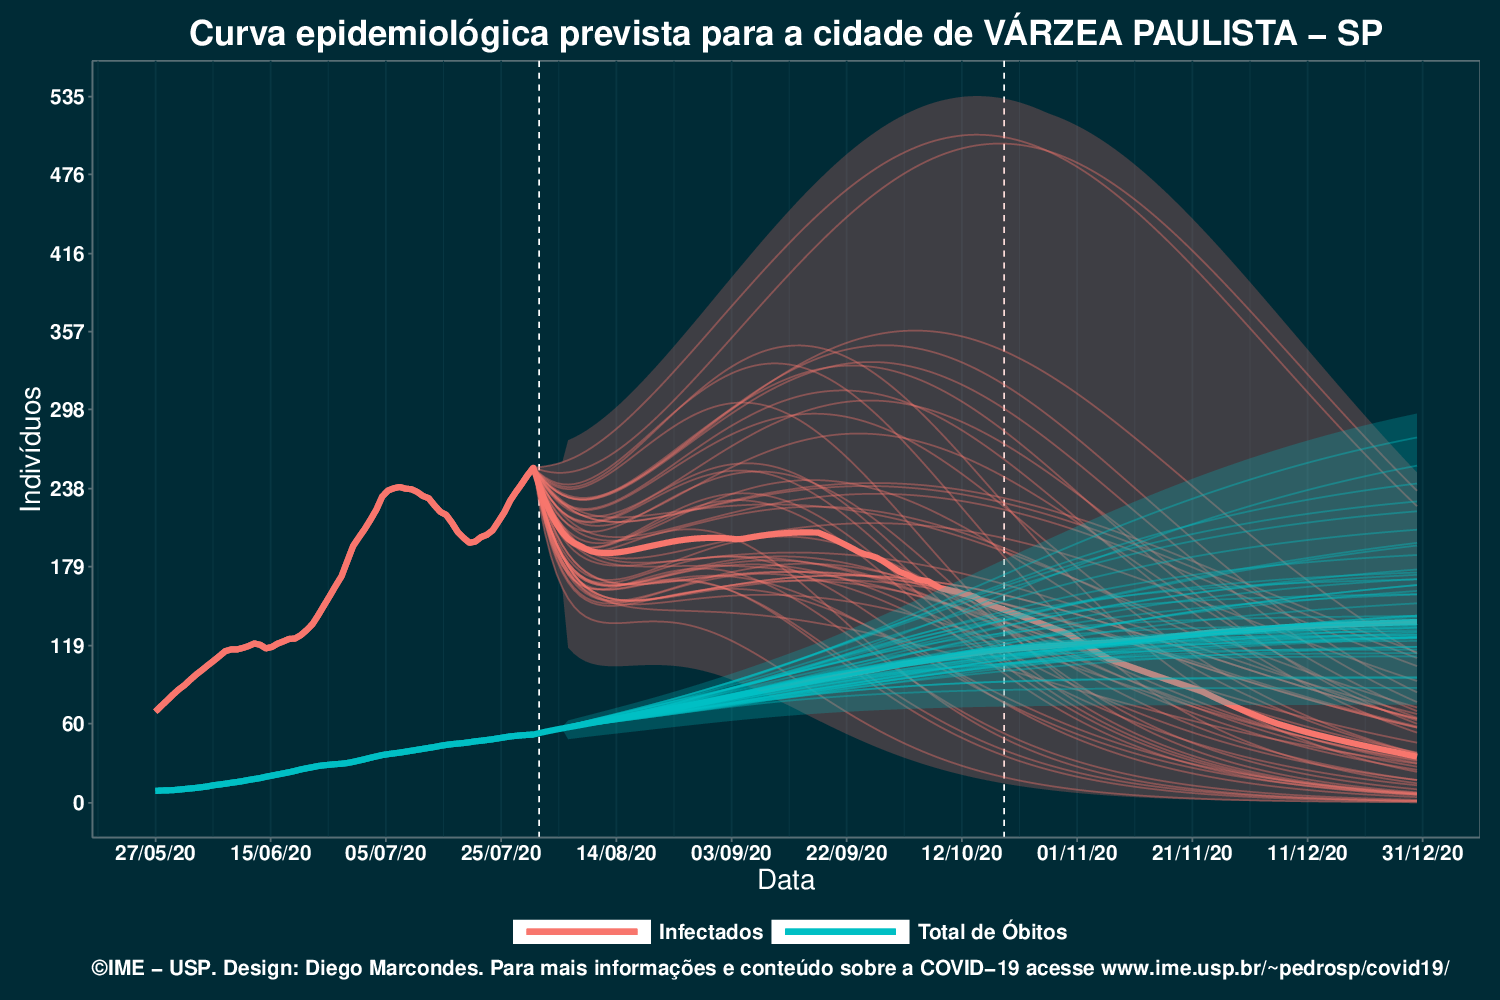 Curva epidemiológica prevista para a cidade de VÁRZEA PAULISTA – SP
535
476
416
357
298
238
179
119
60
0
Indivíduos
27/05/20 15/06/20 05/07/20 25/07/20 14/08/20 03/09/20 22/09/20 12/10/20 01/11/20 21/11/20 11/12/20 31/12/20
Data
Infectados Total de Óbitos
©IME – USP. Design: Diego Marcondes. Para mais informações e conteúdo sobre a COVID–19 acesse www.ime.usp.br/~pedrosp/covid19/